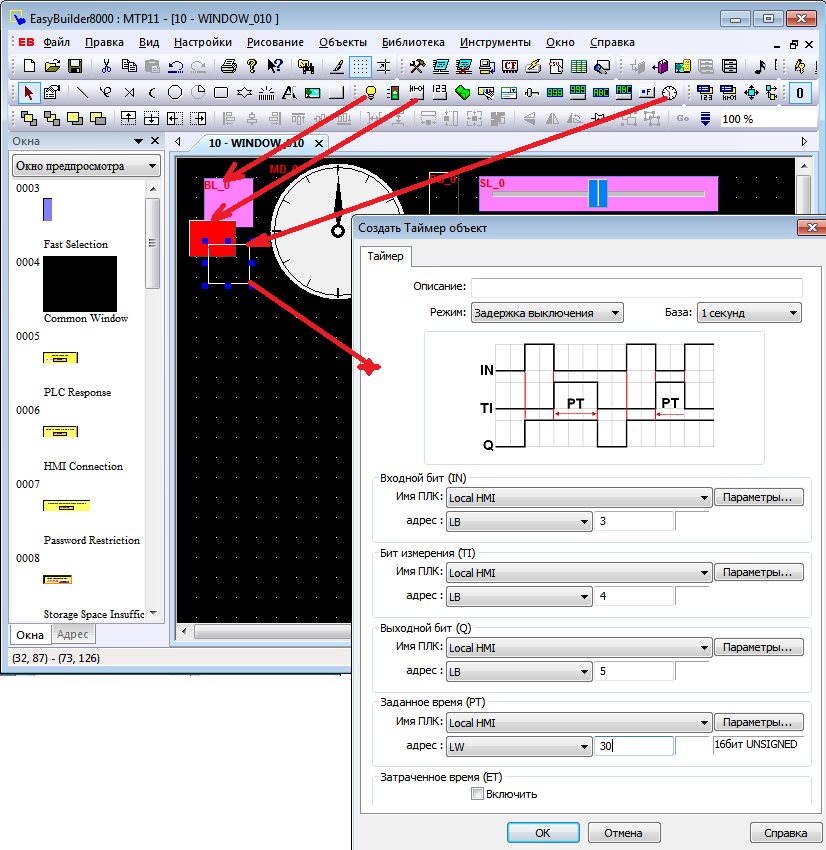 EasyBuilder8000 : MTP11 - [10 - WINDOW_010 ]
EB Файл Правка Вид Настройки Рисование Объекты Библиотека Инструменты Окно Справка
100 %
Окна
10 - WINDOW_010
Окно предпросмотра
0003
Fast Selection
0004
Common Window
0005
PLC Response
0006
HMI Connection
0007
Password Restriction
0008
Storage Space Insuffic
Окна Адрес
(32, 87) - (73, 126)
BL_0
SL_0
Создать Таймер объект
Таймер
Описание:
Режим: Задержка выключения База: 1 секунд
IN
TI PT PT
Q
Входной бит (IN)
Имя ПЛК: Local HMI Параметры...
адрес : LB 3
Бит измерения (TI)
Имя ПЛК: Local HMI Параметры...
адрес : LB 4
Выходной бит (Q)
Имя ПЛК: Local HMI Параметры...
адрес : LB 5
Заданное время (PT)
Имя ПЛК: Local HMI Параметры...
адрес : LW 30 16бит UNSIGNED
Затраченное время (ET)
Включить
OK Отмена Справка